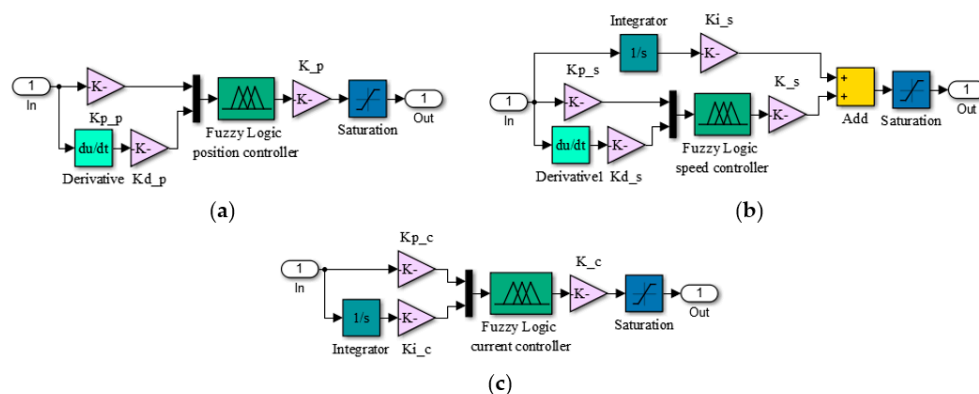 K_p
1
K-
K-
In
Kp_p
Fuzzy Logic
position controller
Saturation
1
Out
du/dt
K-
Derivative
Kd_p
(a)
Integrator
Ki_s
1/s
K-
Kp_s
K_s
1
K-
K-
In
+
+
Add
Saturation
1
Out
du/dt
K-
Derivative1
Kd_s
Fuzzy Logic
speed controller
(b)
Kp_c
K_c
1
K-
K-
In
1/s
K-
Integrator
Ki_c
Fuzzy Logic
current controller
Saturation
1
Out
(c)